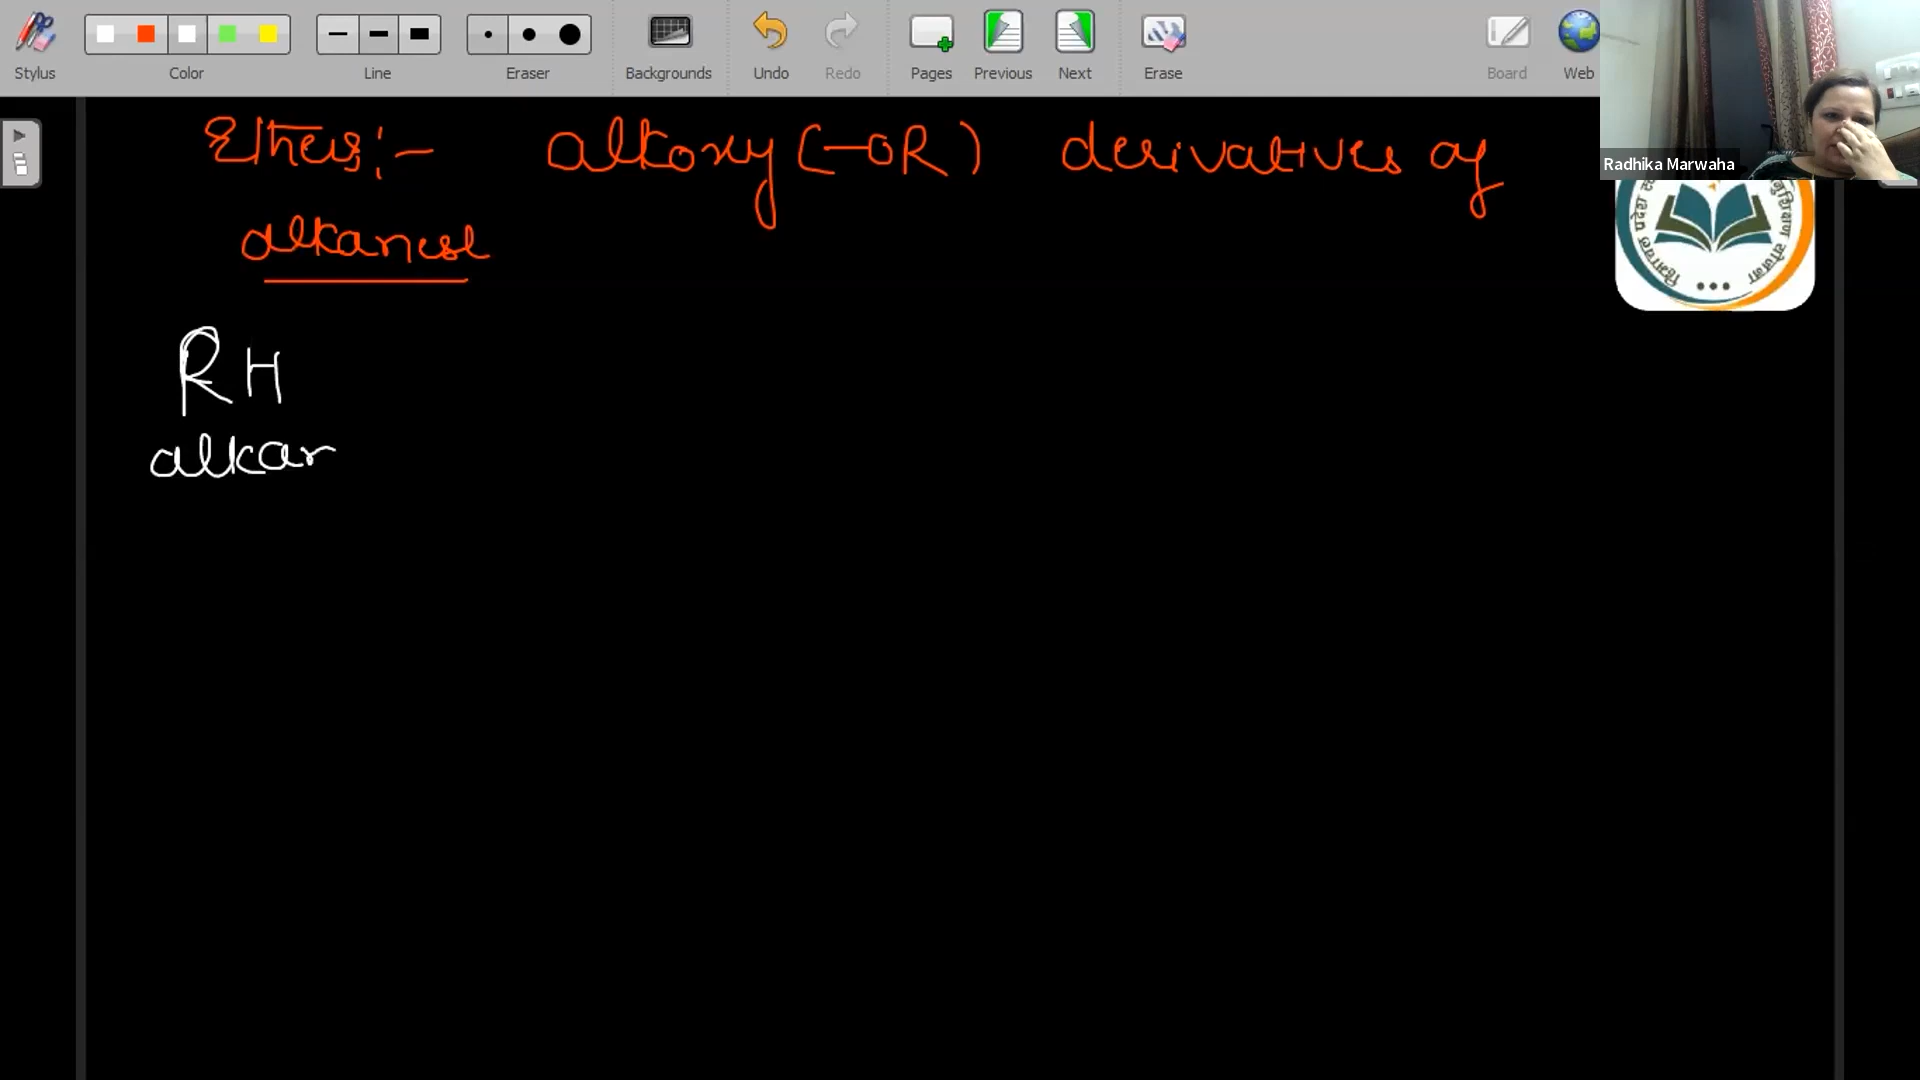 Stylus
Color
Line
Eraser
Backgrounds
Undo
Redo
Pages
Previous
Next
Erase
Board
Web
Radhika Marwaha
Ethers:- alkoxy (-OR) derivatives of
alkanes
RH
alkan